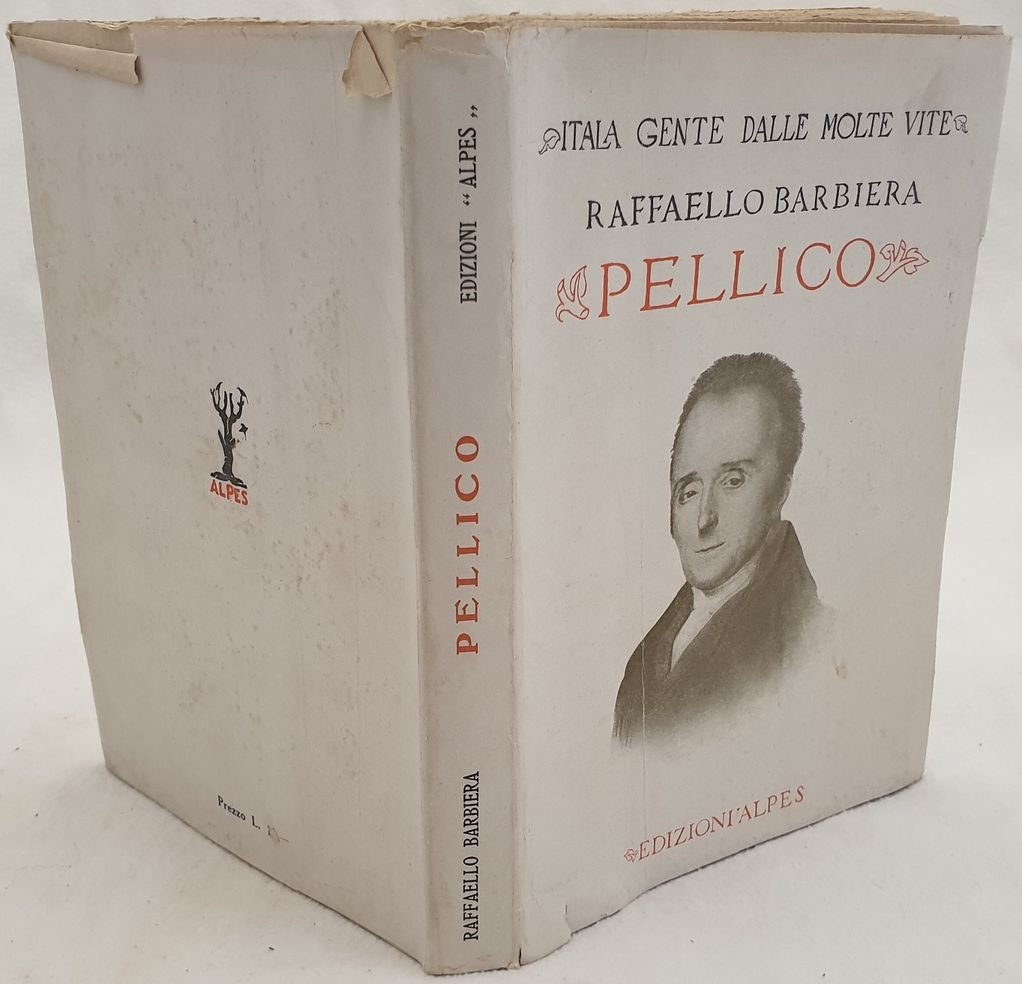 ITALA GENTE DALLE MOLTE VITE
RAFFAELLO BARBIERA
PELLICO
EDIZIONI'ALPES
EDIZIONI “ ALPES „
PELLICO
RAFFAELLO BARBIERA
ALPES
Prezzo L.